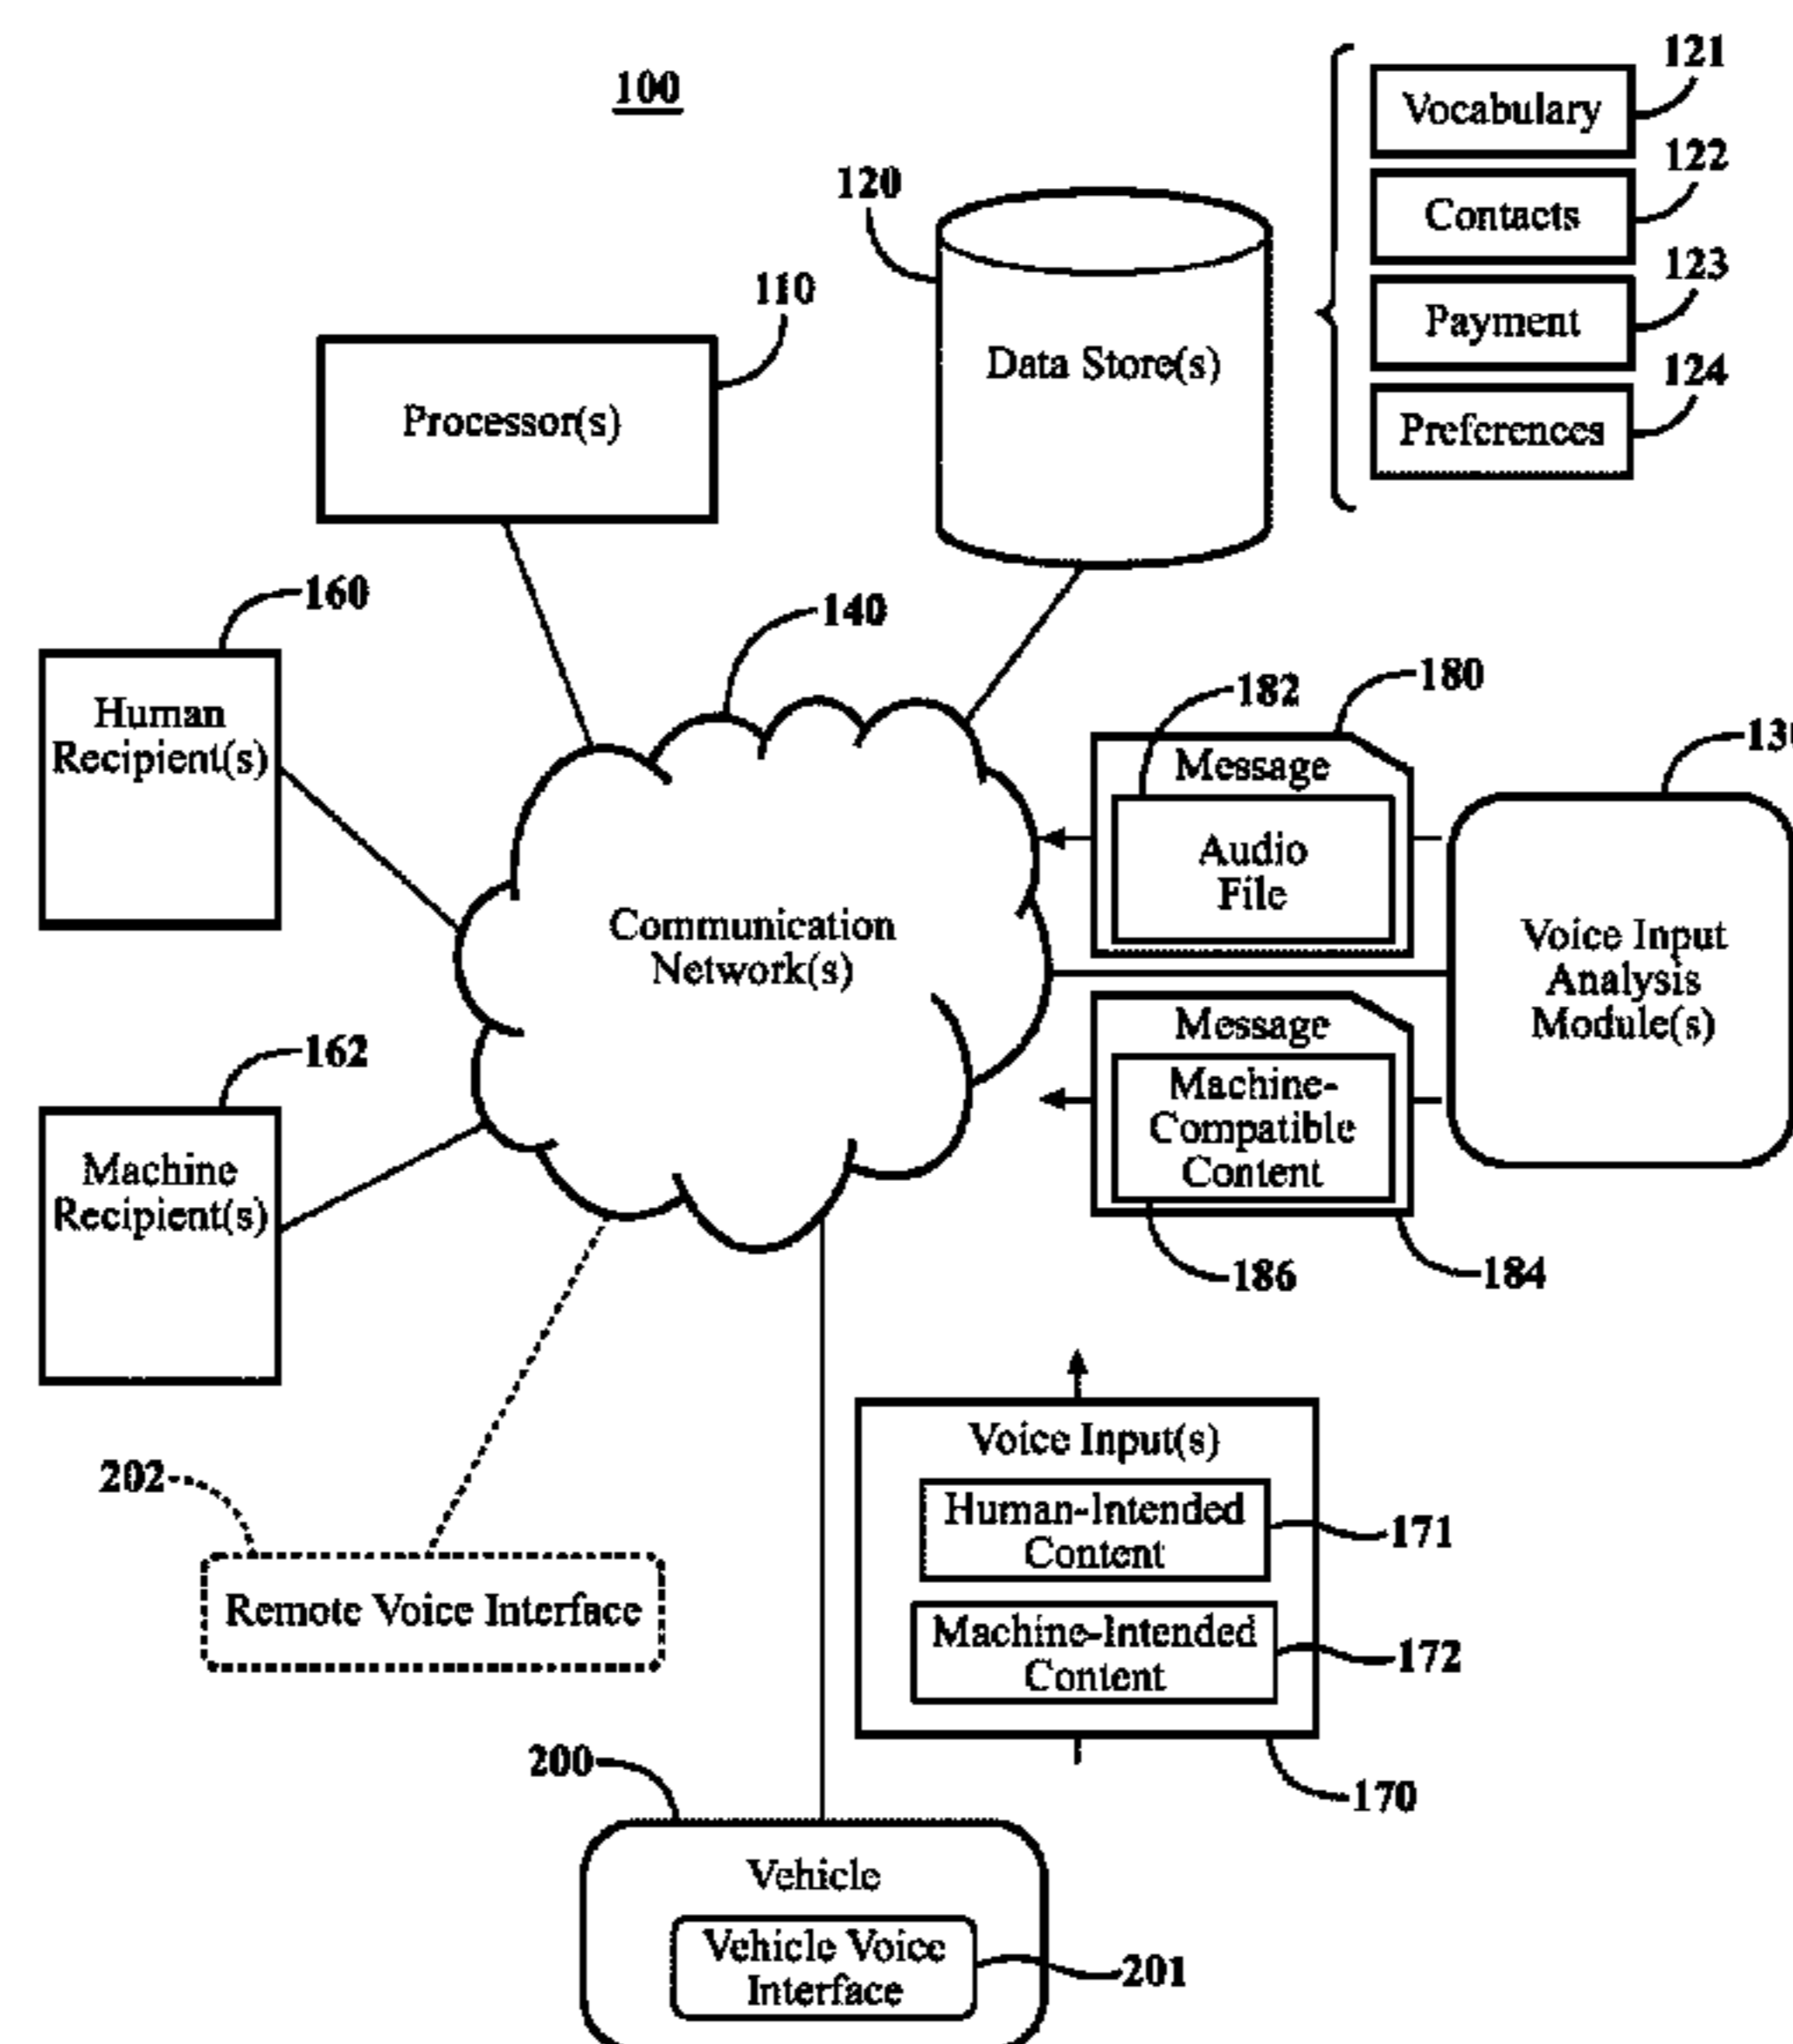 100
121
Vocabulary
122
Contacts
123
Payment
124
Preferences
120
Data Store(s)
110
Processor(s)
160
Human
Recipient(s)
140
Communication
Network(s)
182
180
Message
Audio
File
Voice Input
Analysis
Module(s)
Message
Machine-
Compatible
Content
186
184
162
Machine
Recipient(s)
202
Remote Voice Interface
Voice Input(s)
Human-Intended
Content
171
Machine-Intended
Content
172
170
200
Vehicle
Vehicle Voice
Interface
201